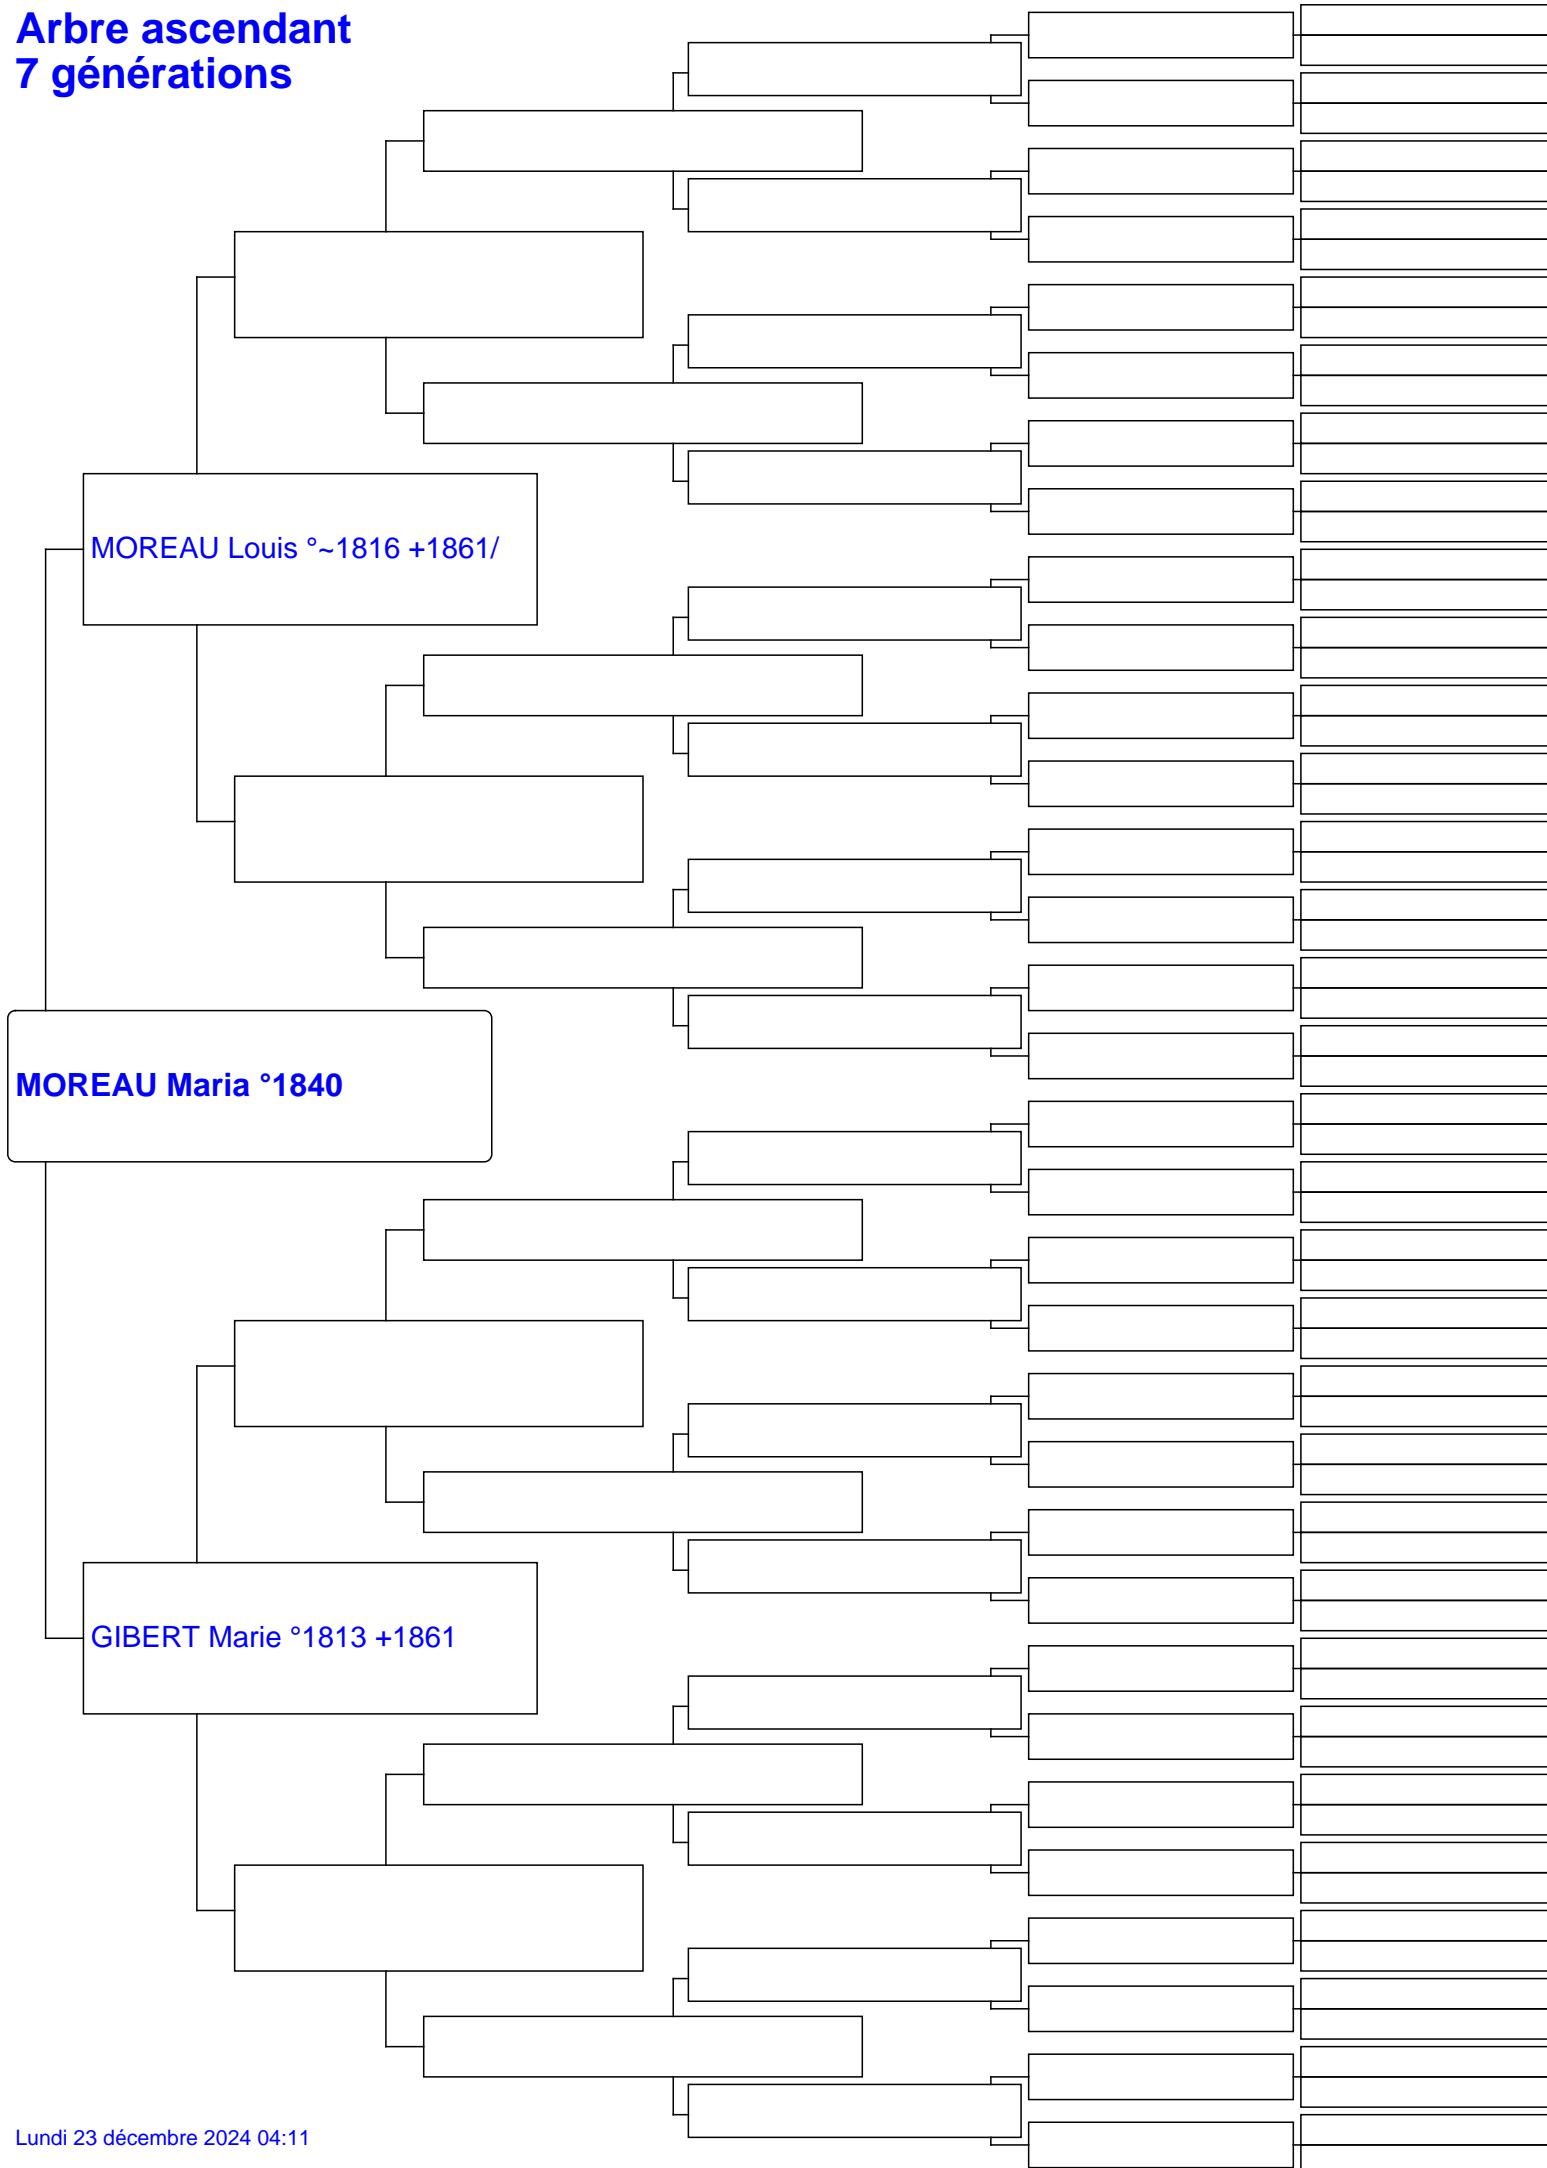 Arbre ascendant
7 générations
MOREAU Louis °~1816 +1861/
MOREAU Maria °1840
GIBERT Marie °1813 +1861
Lundi 23 décembre 2024 04:11